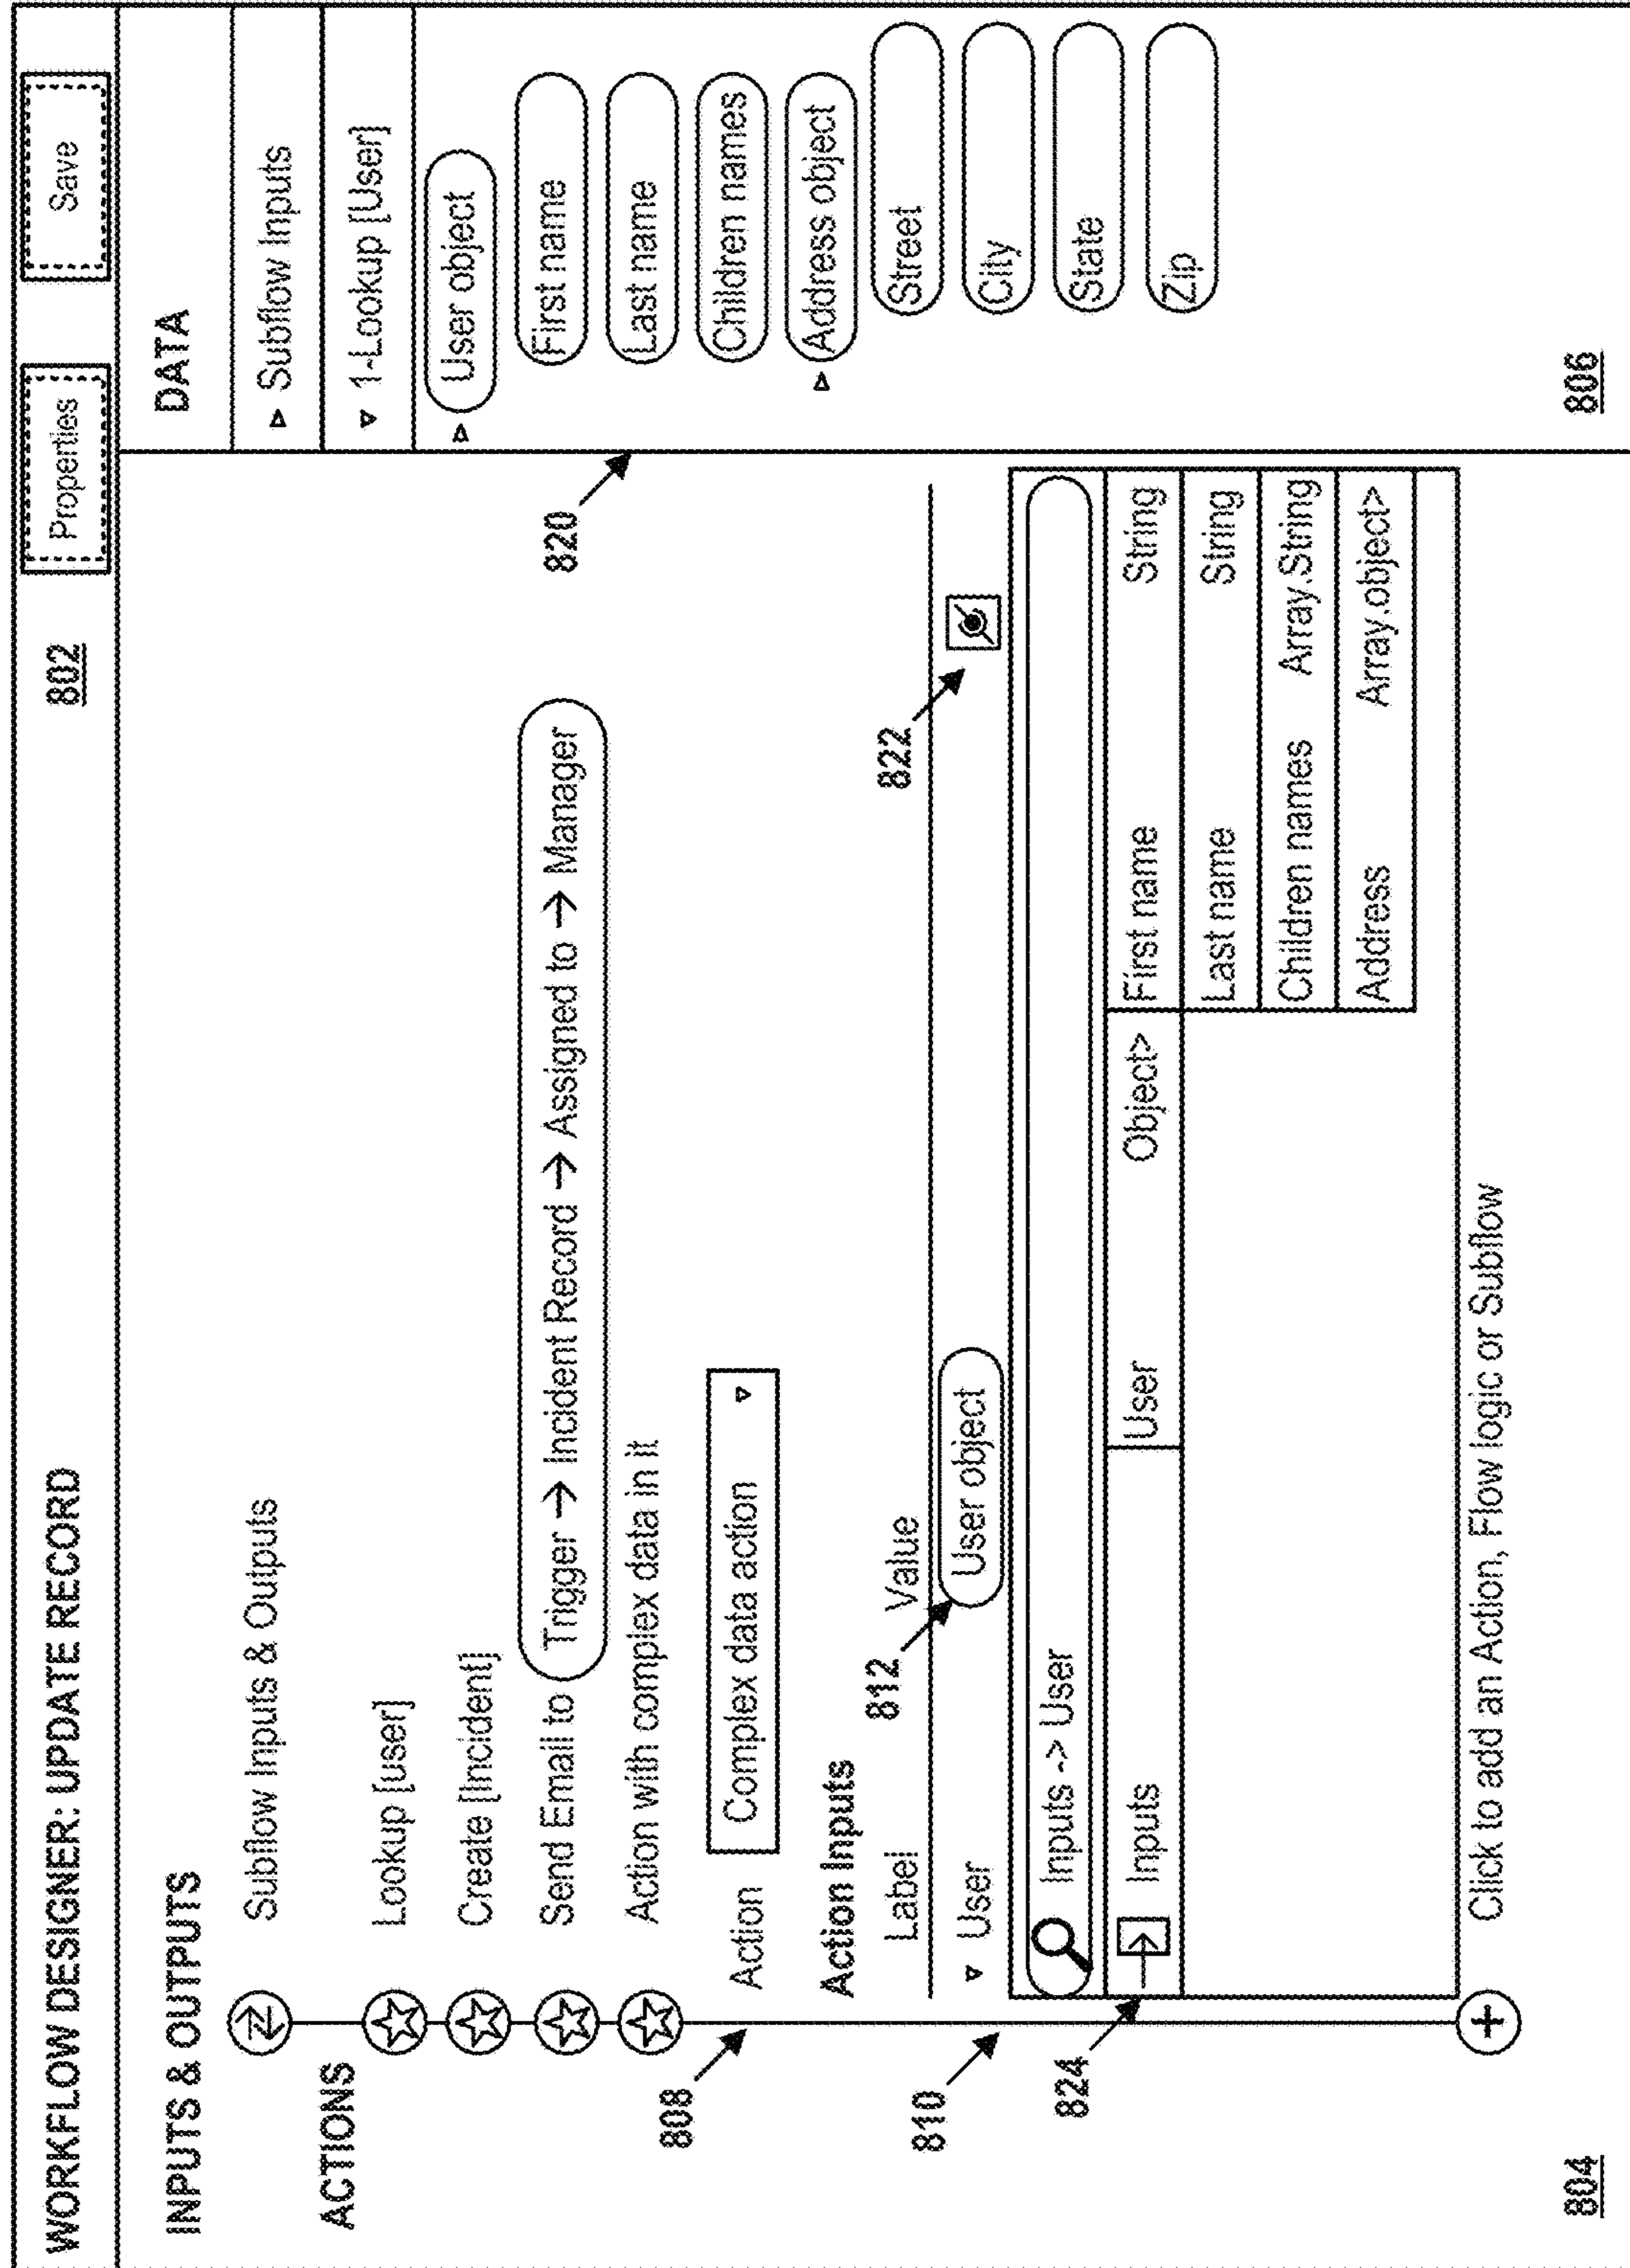 WORKFLOW DESIGNER: UPDATE RECORD 802 Properties Save
INPUTS & OUTPUTS
Subflow Inputs & Outputs
ACTIONS
Lookup [user]
Create [Incident]
Send Email to Trigger → Incident Record → Assigned to → Manager
Action with complex data in it
808
Action Complex data action
Action Inputs
Label Value
812
822
820
810
User User object
Inputs -> User
824
Inputs User Object> First name String
Last name String
Children names Array.String
Address Array.object>
Click to add an Action, Flow logic or Subflow
804
DATA
Subflow Inputs
1-Lookup [User]
User object
First name
Last name
Children names
Address object
Street
City
State
Zip
806